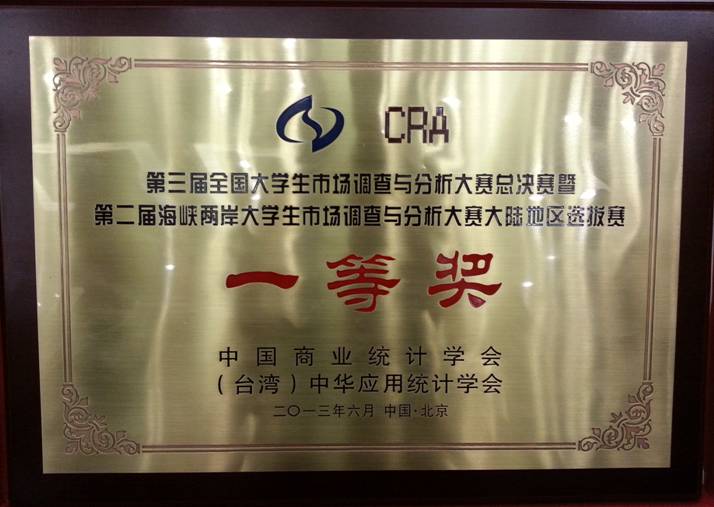 CRA
第三届全国大学生市场调查与分析大赛总决赛暨
第二届海峡两岸大学生市场调查与分析大赛大陆地区选拔赛
一等奖
中国商业统计学会
（台湾）中华应用统计学会
二〇一三年六月 中国·北京